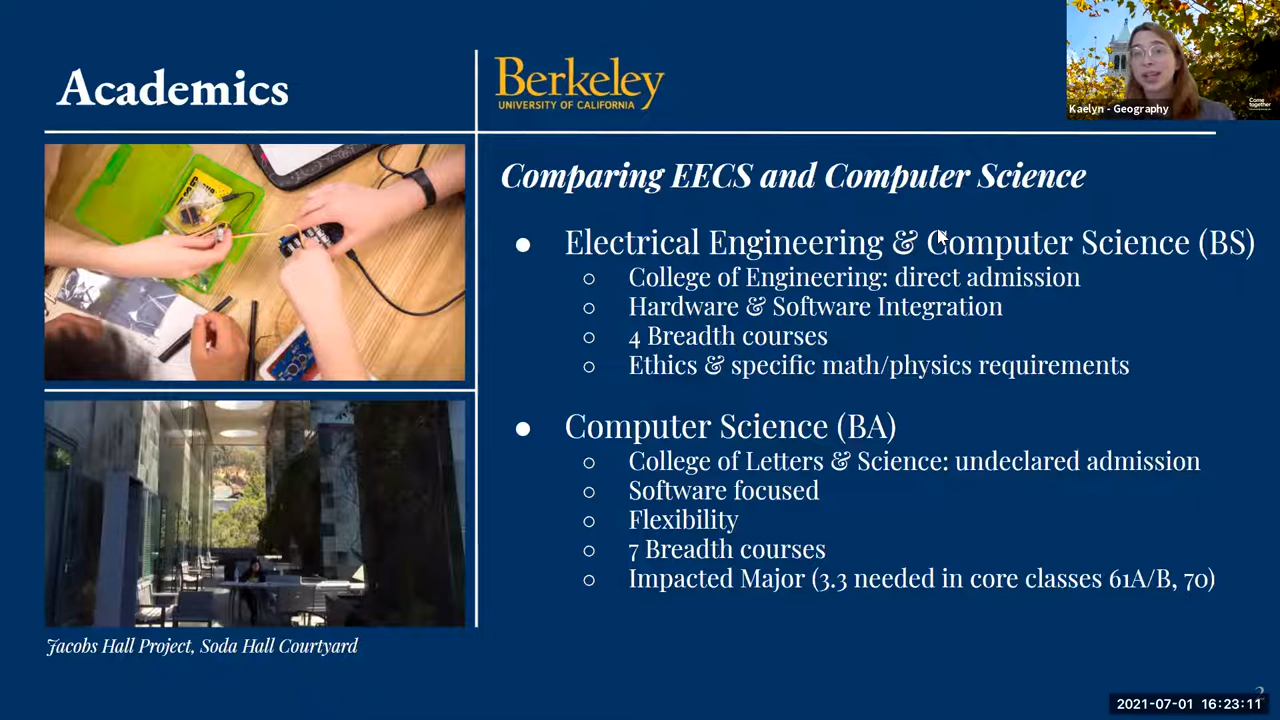 Academics
Berkeley
UNIVERSITY OF CALIFORNIA
Kaelyn - Geography
Come
together
Comparing EECS and Computer Science
● Electrical Engineering & Computer Science (BS)
○ College of Engineering: direct admission
○ Hardware & Software Integration
○ 4 Breadth courses
○ Ethics & specific math/physics requirements
● Computer Science (BA)
○ College of Letters & Science: undeclared admission
○ Software focused
○ Flexibility
○ 7 Breadth courses
○ Impacted Major (3.3 needed in core classes 61A/B, 70)
Jacobs Hall Project, Soda Hall Courtyard
2021-07-01 16:23:11